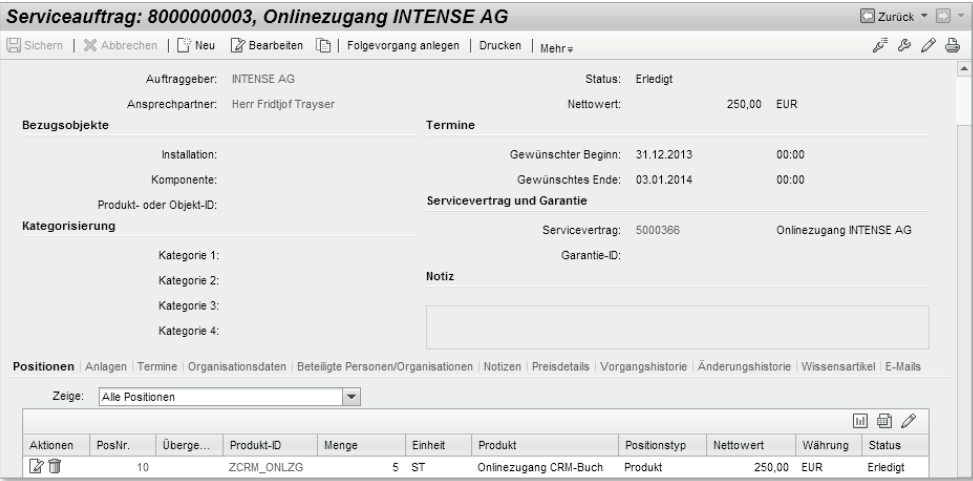 Serviceauftrag: 8000000003, Onlinezugang INTENSE AG
Zurück
Sichern | Abbrechen | Neu Bearbeiten | Folgevorgang anlegen | Drucken | Mehr
Auftraggeber: INTENSE AG
Ansprechpartner: Herr Fridtjof Trayser
Status: Erledigt
Nettowert: 250,00 EUR
Bezugsobjekte
Installation:
Komponente:
Produkt- oder Objekt-ID:
Termine
Gewünschter Beginn: 31.12.2013 00:00
Gewünschtes Ende: 03.01.2014 00:00
Servicevertrag und Garantie
Servicevertrag: 5000366 Onlinezugang INTENSE AG
Garantie-ID:
Kategorisierung
Kategorie 1:
Kategorie 2:
Kategorie 3:
Kategorie 4:
Notiz
Positionen | Anlagen | Termine | Organisationsdaten | Beteiligte Personen/Organisationen | Notizen | Preisdetails | Vorgangshistorie | Änderungshistorie | Wissensartikel | E-Mails
Zeige: Alle Positionen
Aktionen PosNr. Überge... Produkt-ID Menge Einheit Produkt Positionstyp Nettowert Währung Status
10 ZCRM_ONLZG 5 ST Onlinezugang CRM-Buch Produkt 250,00 EUR Erledigt